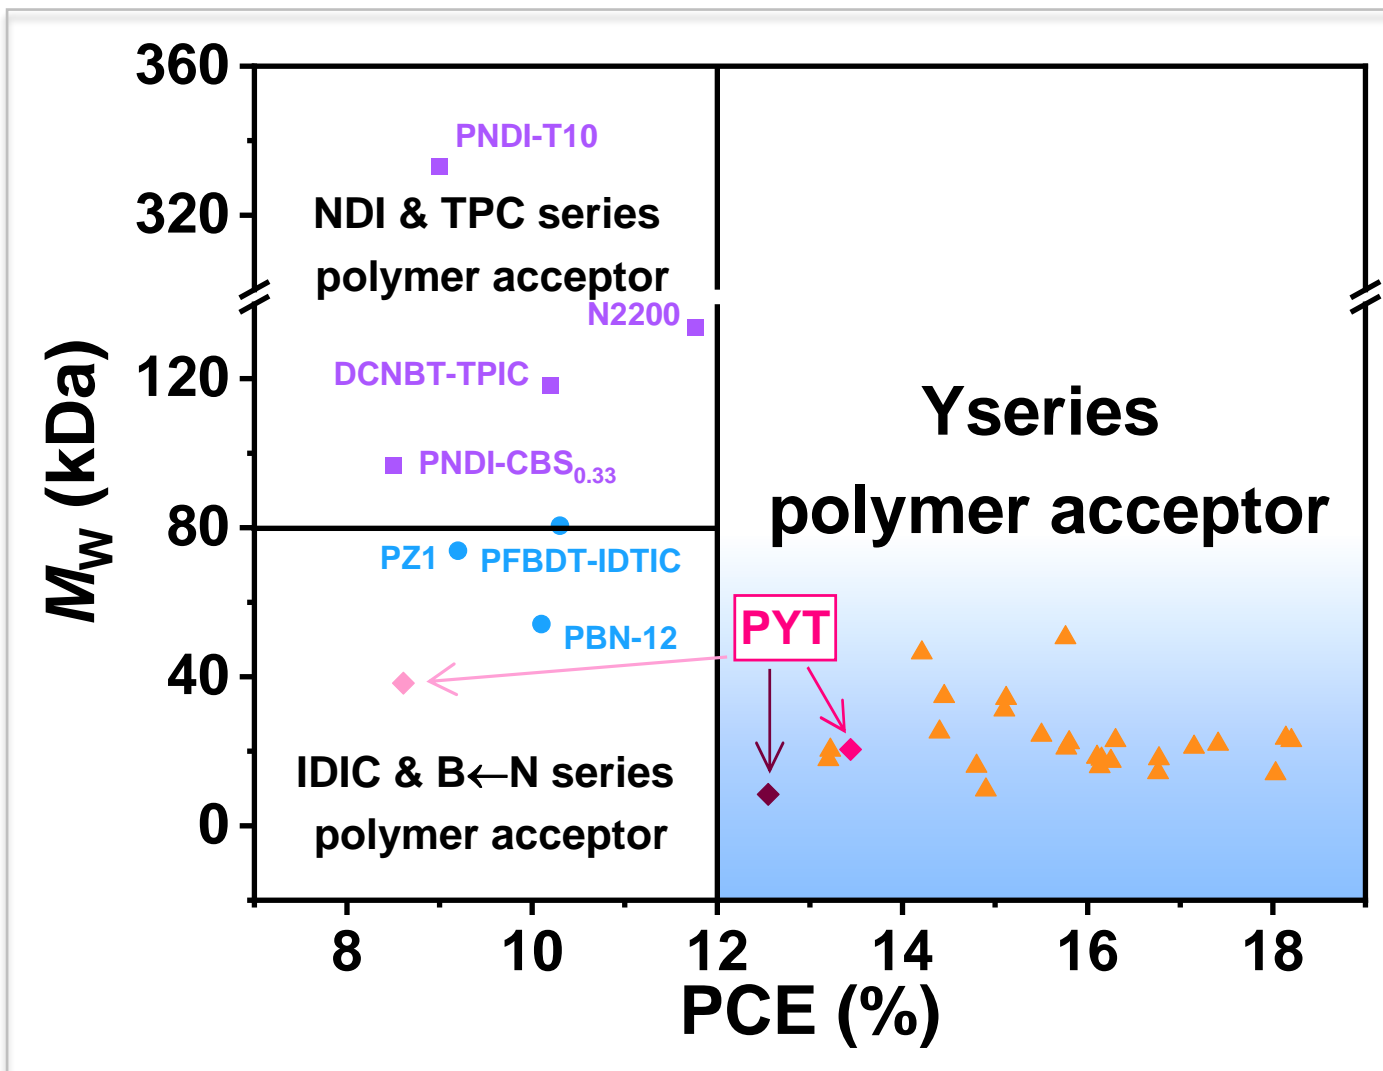 360
PNDI-T10
NDI & TPC series
320
polymer acceptor
N2200
DCNBT-TPIC
120
Yseries
PNDI-CBS0.33
polymer acceptor
80
PZ1
PFBDT-IDTIC
PYT
PBN-12
40
IDIC & B←N series
0
polymer acceptor
Mw (kDa)
8 10 12 14 16 18
PCE (%)